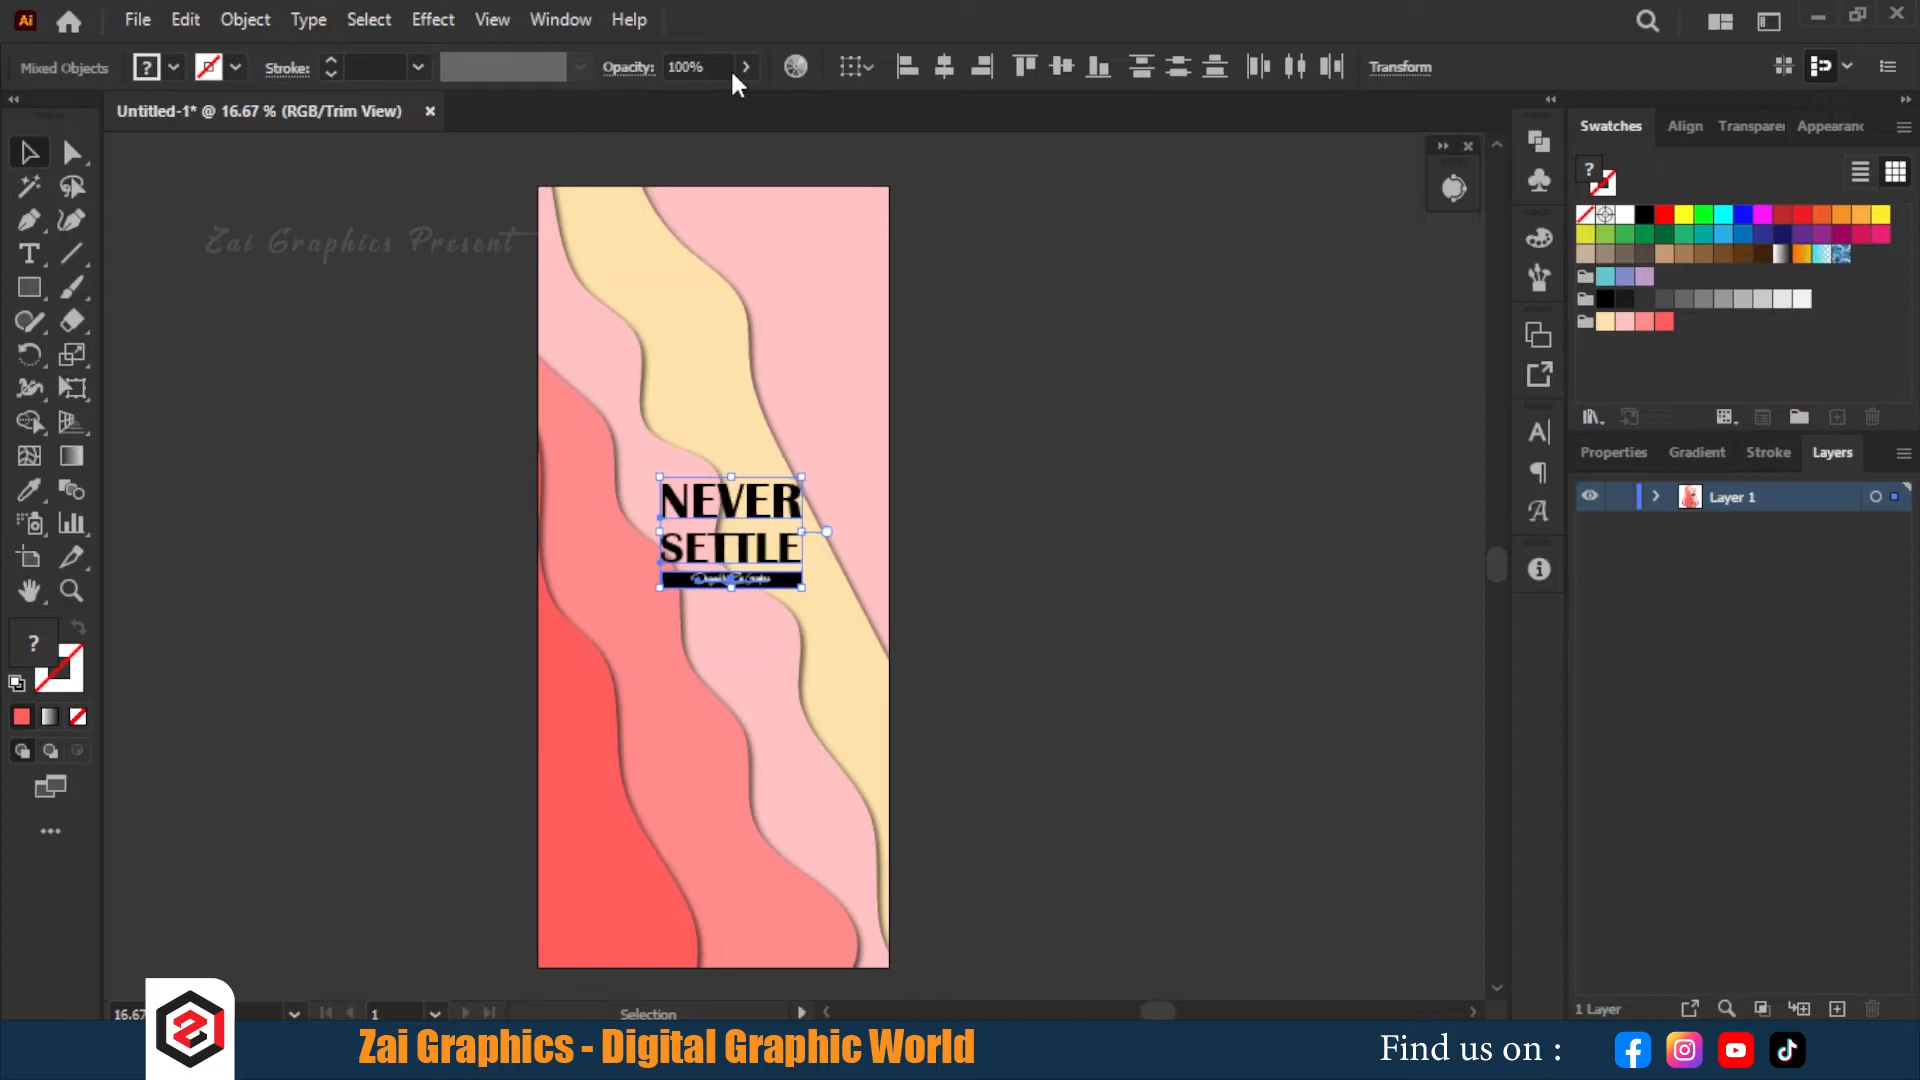 Ai File Edit Object Type Select Effect View Window Help
Mixed Objects ? Stroke: Opacity: 100% Transform
Untitled-1* @ 16.67 % (RGB/Trim View)
Swatches Align Transparen Appearanc
Zai Graphics Present
NEVER
SETTLE
Properties Gradient Stroke Layers
Layer 1
16.67 1 Selection
1 Layer
Zai Graphics - Digital Graphic World
Find us on :